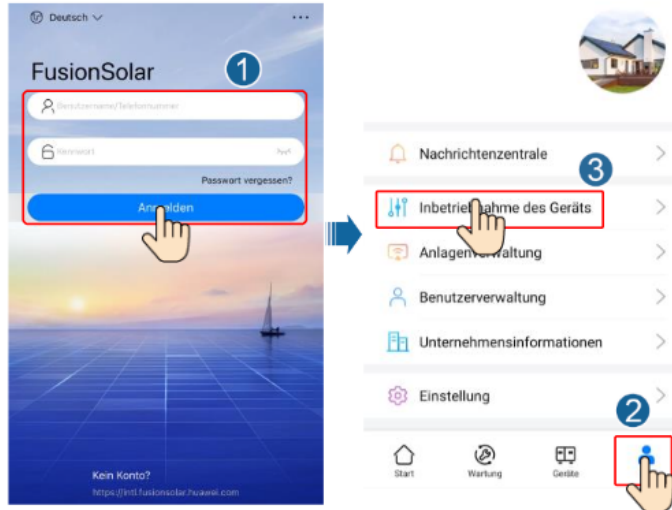 Deutsch
FusionSolar
1
Benutzername/Telefonnummer
Kennwort
Passwort vergessen?
Anmelden
Kein Konto?
https://intl.fusionsolar.huawei.com
Nachrichtenzentrale
3
Inbetriebnahme des Geräts
Anlagenverwaltung
Benutzerverwaltung
Unternehmensinformationen
Einstellung
2
Start
Wartung
Geräte